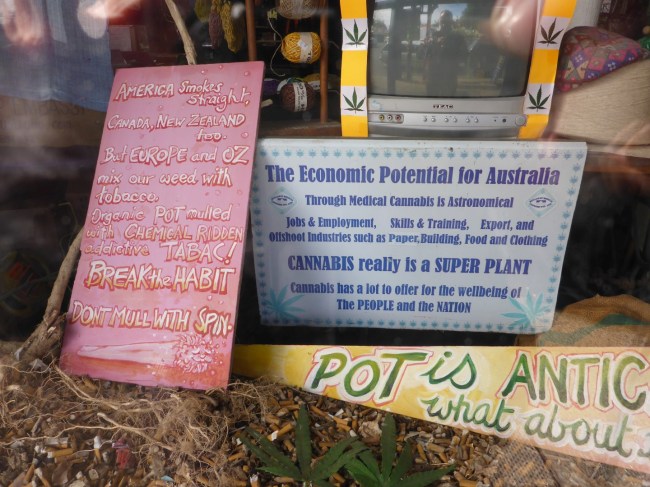 AMERICA Smokes
Straight,
CANADA, NEW ZEALAND
too.
But EUROPE and OZ
mix our weed with
tobacco.
Organic POT mulled
with CHEMICAL RIDDEN
addictive TABAC!
BREAK the HABIT
DONT MULL WITH SPIN.
The Economic Potential for Australia
Through Medical Cannabis is Astronomical
Jobs & Employment, Skills & Training, Export, and
Offshoot Industries such as Paper, Building, Food and Clothing
CANNABIS really is a SUPER PLANT
Cannabis has a lot to offer for the wellbeing of
The PEOPLE and the NATION
POT is ANTIC
what about